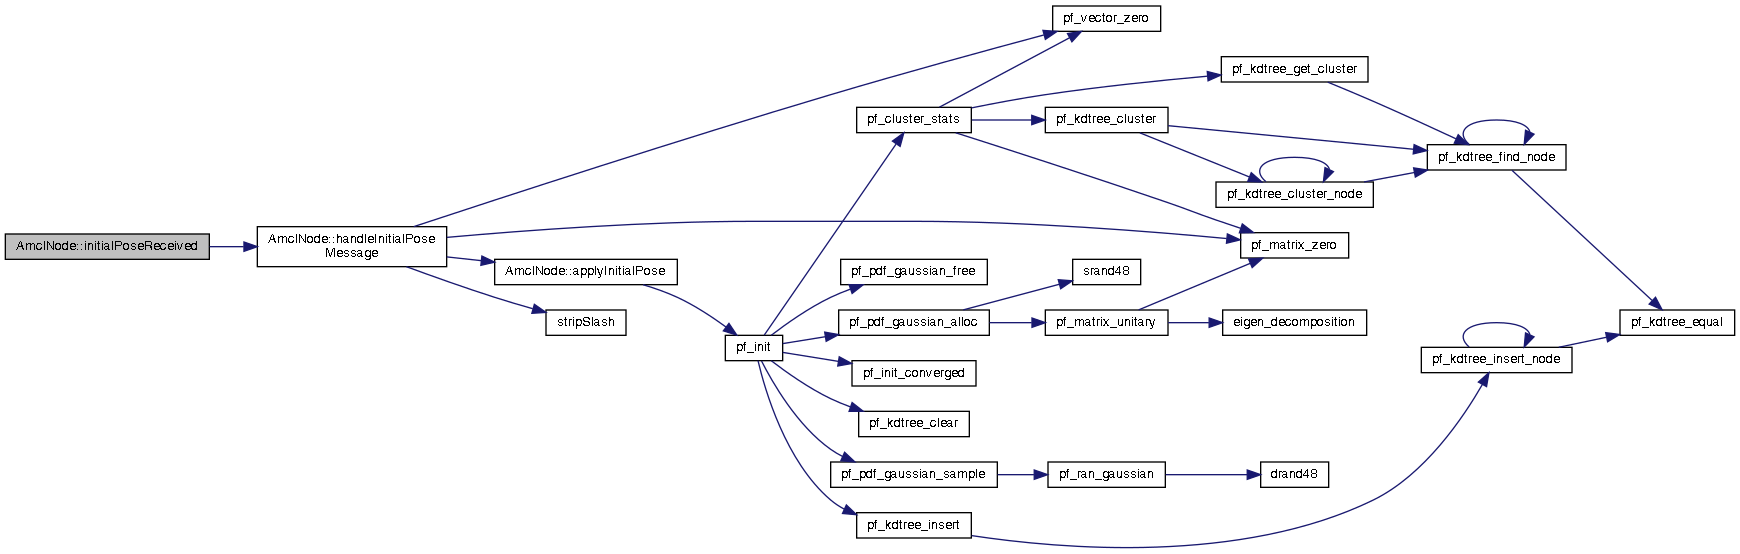 AmclNode::initialPoseReceived
AmclNode::handleInitialPose
Message
AmclNode::applyInitialPose
stripSlash
pf_init
pf_cluster_stats
pf_pdf_gaussian_free
pf_pdf_gaussian_alloc
pf_init_converged
pf_kdtree_clear
pf_pdf_gaussian_sample
pf_kdtree_insert
pf_vector_zero
pf_kdtree_cluster
srand48
pf_matrix_unitary
pf_ran_gaussian
pf_kdtree_get_cluster
pf_kdtree_cluster_node
pf_matrix_zero
eigen_decomposition
drand48
pf_kdtree_find_node
pf_kdtree_insert_node
pf_kdtree_equal